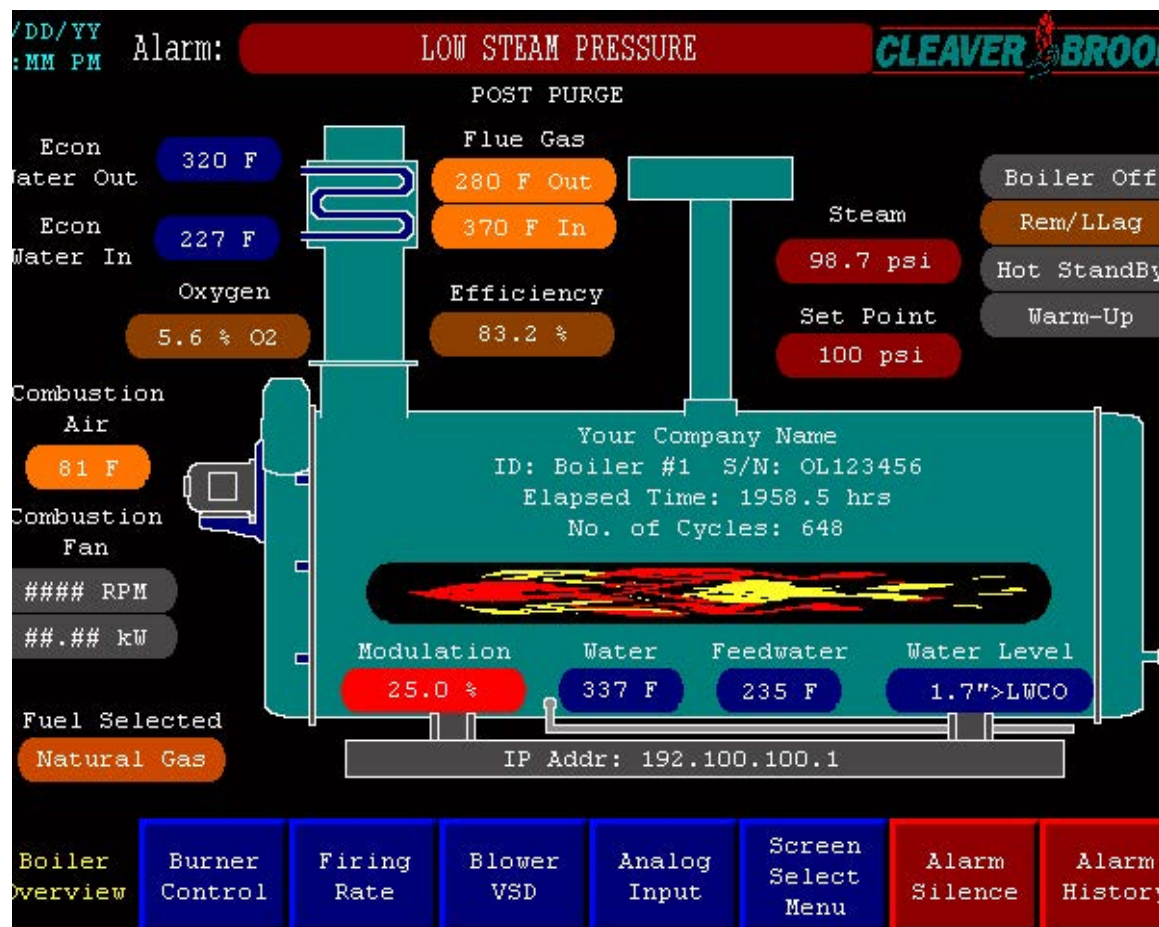 /DD/YY
:MM PM
Alarm:
LOW STEAM PRESSURE
CLEAVER BROO
POST PURGE
Econ
Water Out
320 F
Flue Gas
280 F Out
370 F In
Econ
Water In
227 F
Steam
98.7 psi
Boiler Off
Rem/LLag
Hot StandBy
Warm-Up
Oxygen
5.6 % O2
Efficiency
83.2 %
Set Point
100 psi
Combustion
Air
81 F
Combustion
Fan
#### RPM
##.## kW
Your Company Name
ID: Boiler #1 S/N: OL123456
Elapsed Time: 1958.5 hrs
No. of Cycles: 648
Modulation
25.0 %
Water
337 F
Feedwater
235 F
Water Level
1.7">LWCO
Fuel Selected
Natural Gas
IP Addr: 192.100.100.1
Boiler
Overview
Burner
Control
Firing
Rate
Blower
VSD
Analog
Input
Screen
Select
Menu
Alarm
Silence
Alarm
History